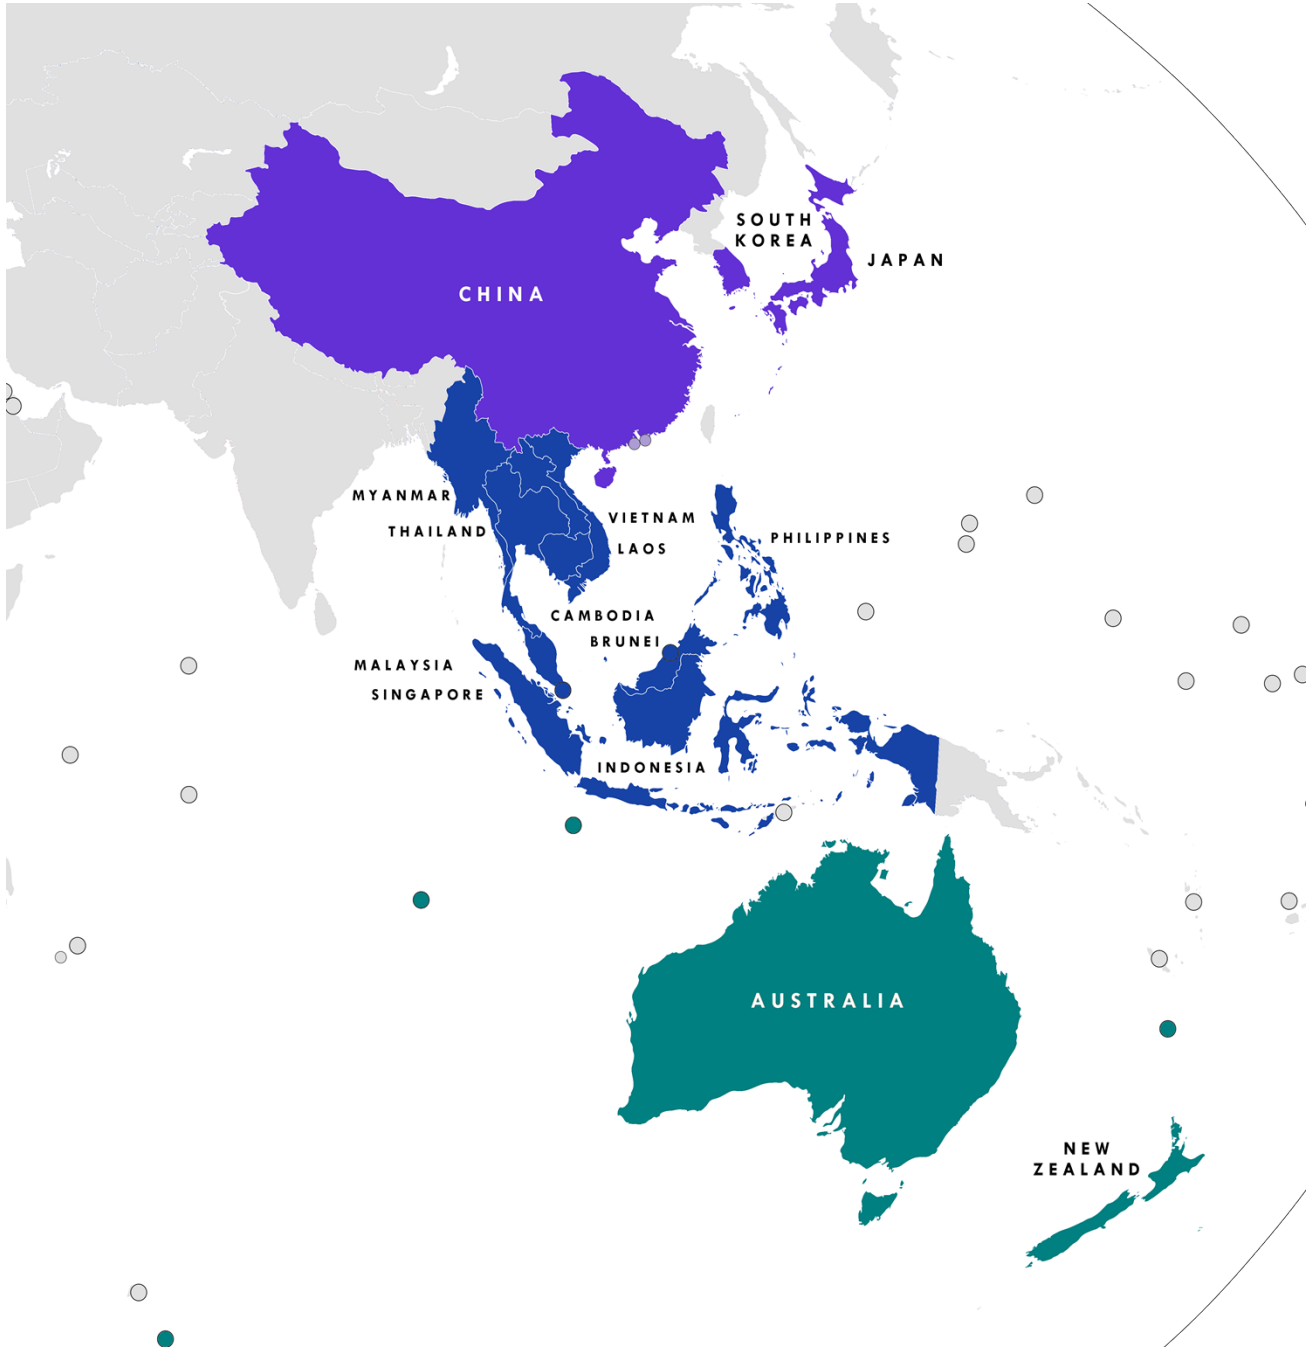 SOUTH
KOREA
JAPAN
CHINA
MYANMAR
THAILAND
VIETNAM
LAOS
PHILIPPINES
CAMBODIA
BRUNEI
MALAYSIA
SINGAPORE
INDONESIA
AUSTRALIA
NEW
ZEALAND